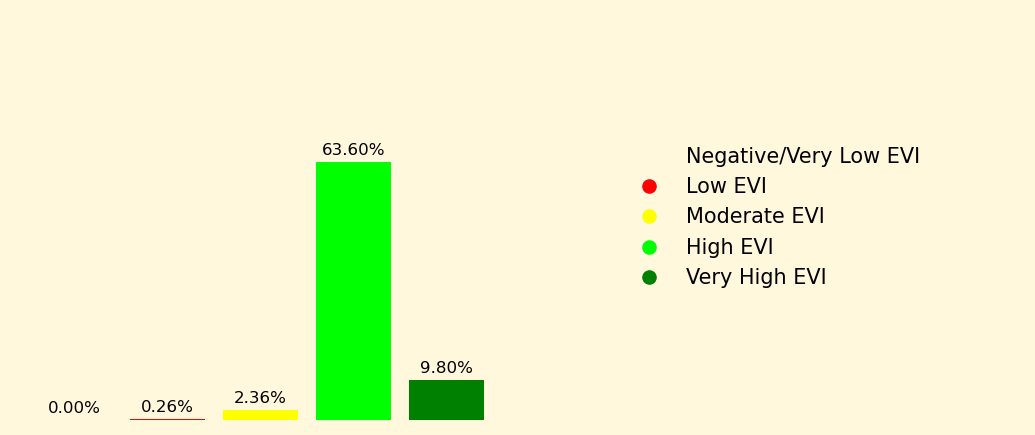 63.60%
9.80%
2.36%
0.26%
0.00%
Negative/Very Low EVI
Low EVI
Moderate EVI
High EVI
Very High EVI